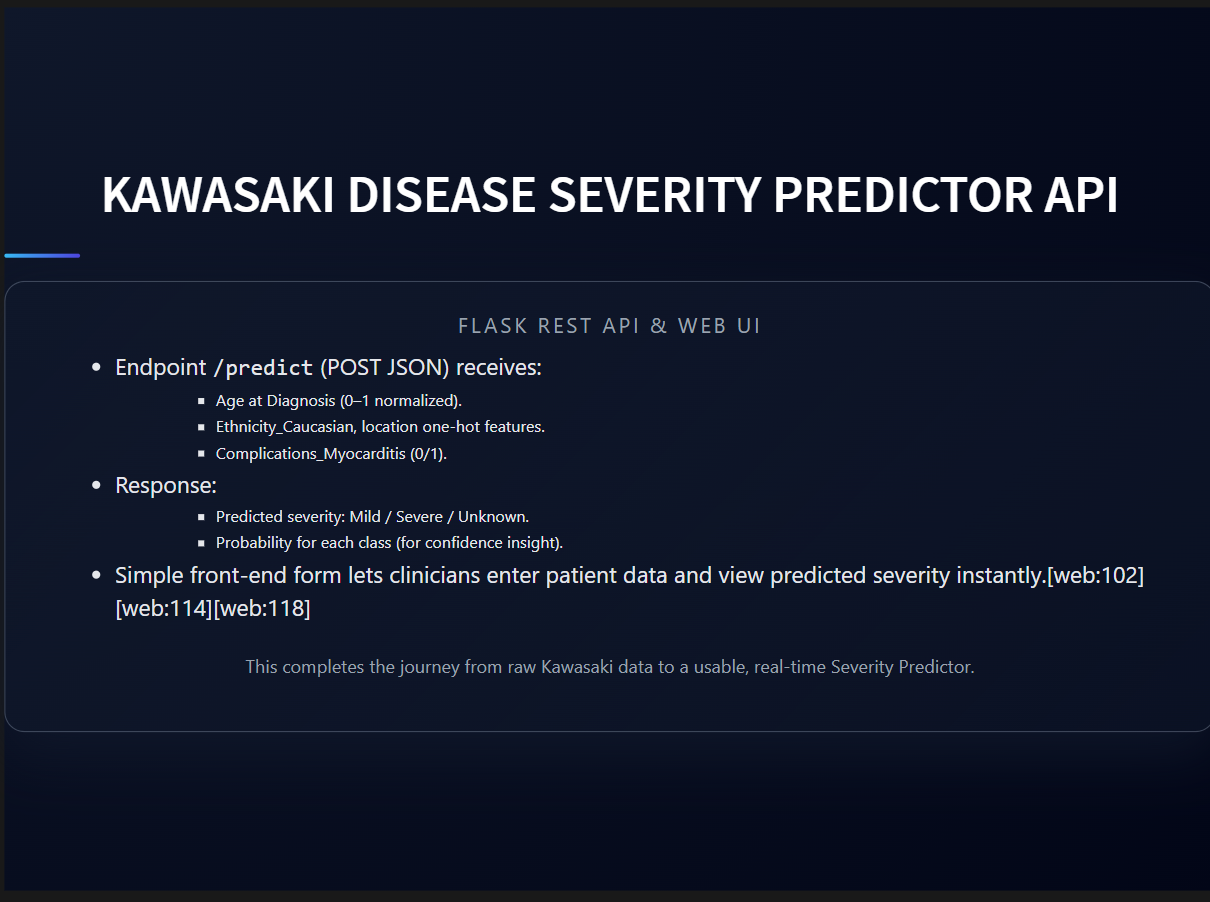 KAWASAKI DISEASE SEVERITY PREDICTOR API
FLASK REST API & WEB UI
• Endpoint /predict (POST JSON) receives:
▪ Age at Diagnosis (0–1 normalized).
▪ Ethnicity_Caucasian, location one-hot features.
▪ Complications_Myocarditis (0/1).
• Response:
▪ Predicted severity: Mild / Severe / Unknown.
▪ Probability for each class (for confidence insight).
• Simple front-end form lets clinicians enter patient data and view predicted severity instantly.[web:102]
[web:114][web:118]
This completes the journey from raw Kawasaki data to a usable, real-time Severity Predictor.